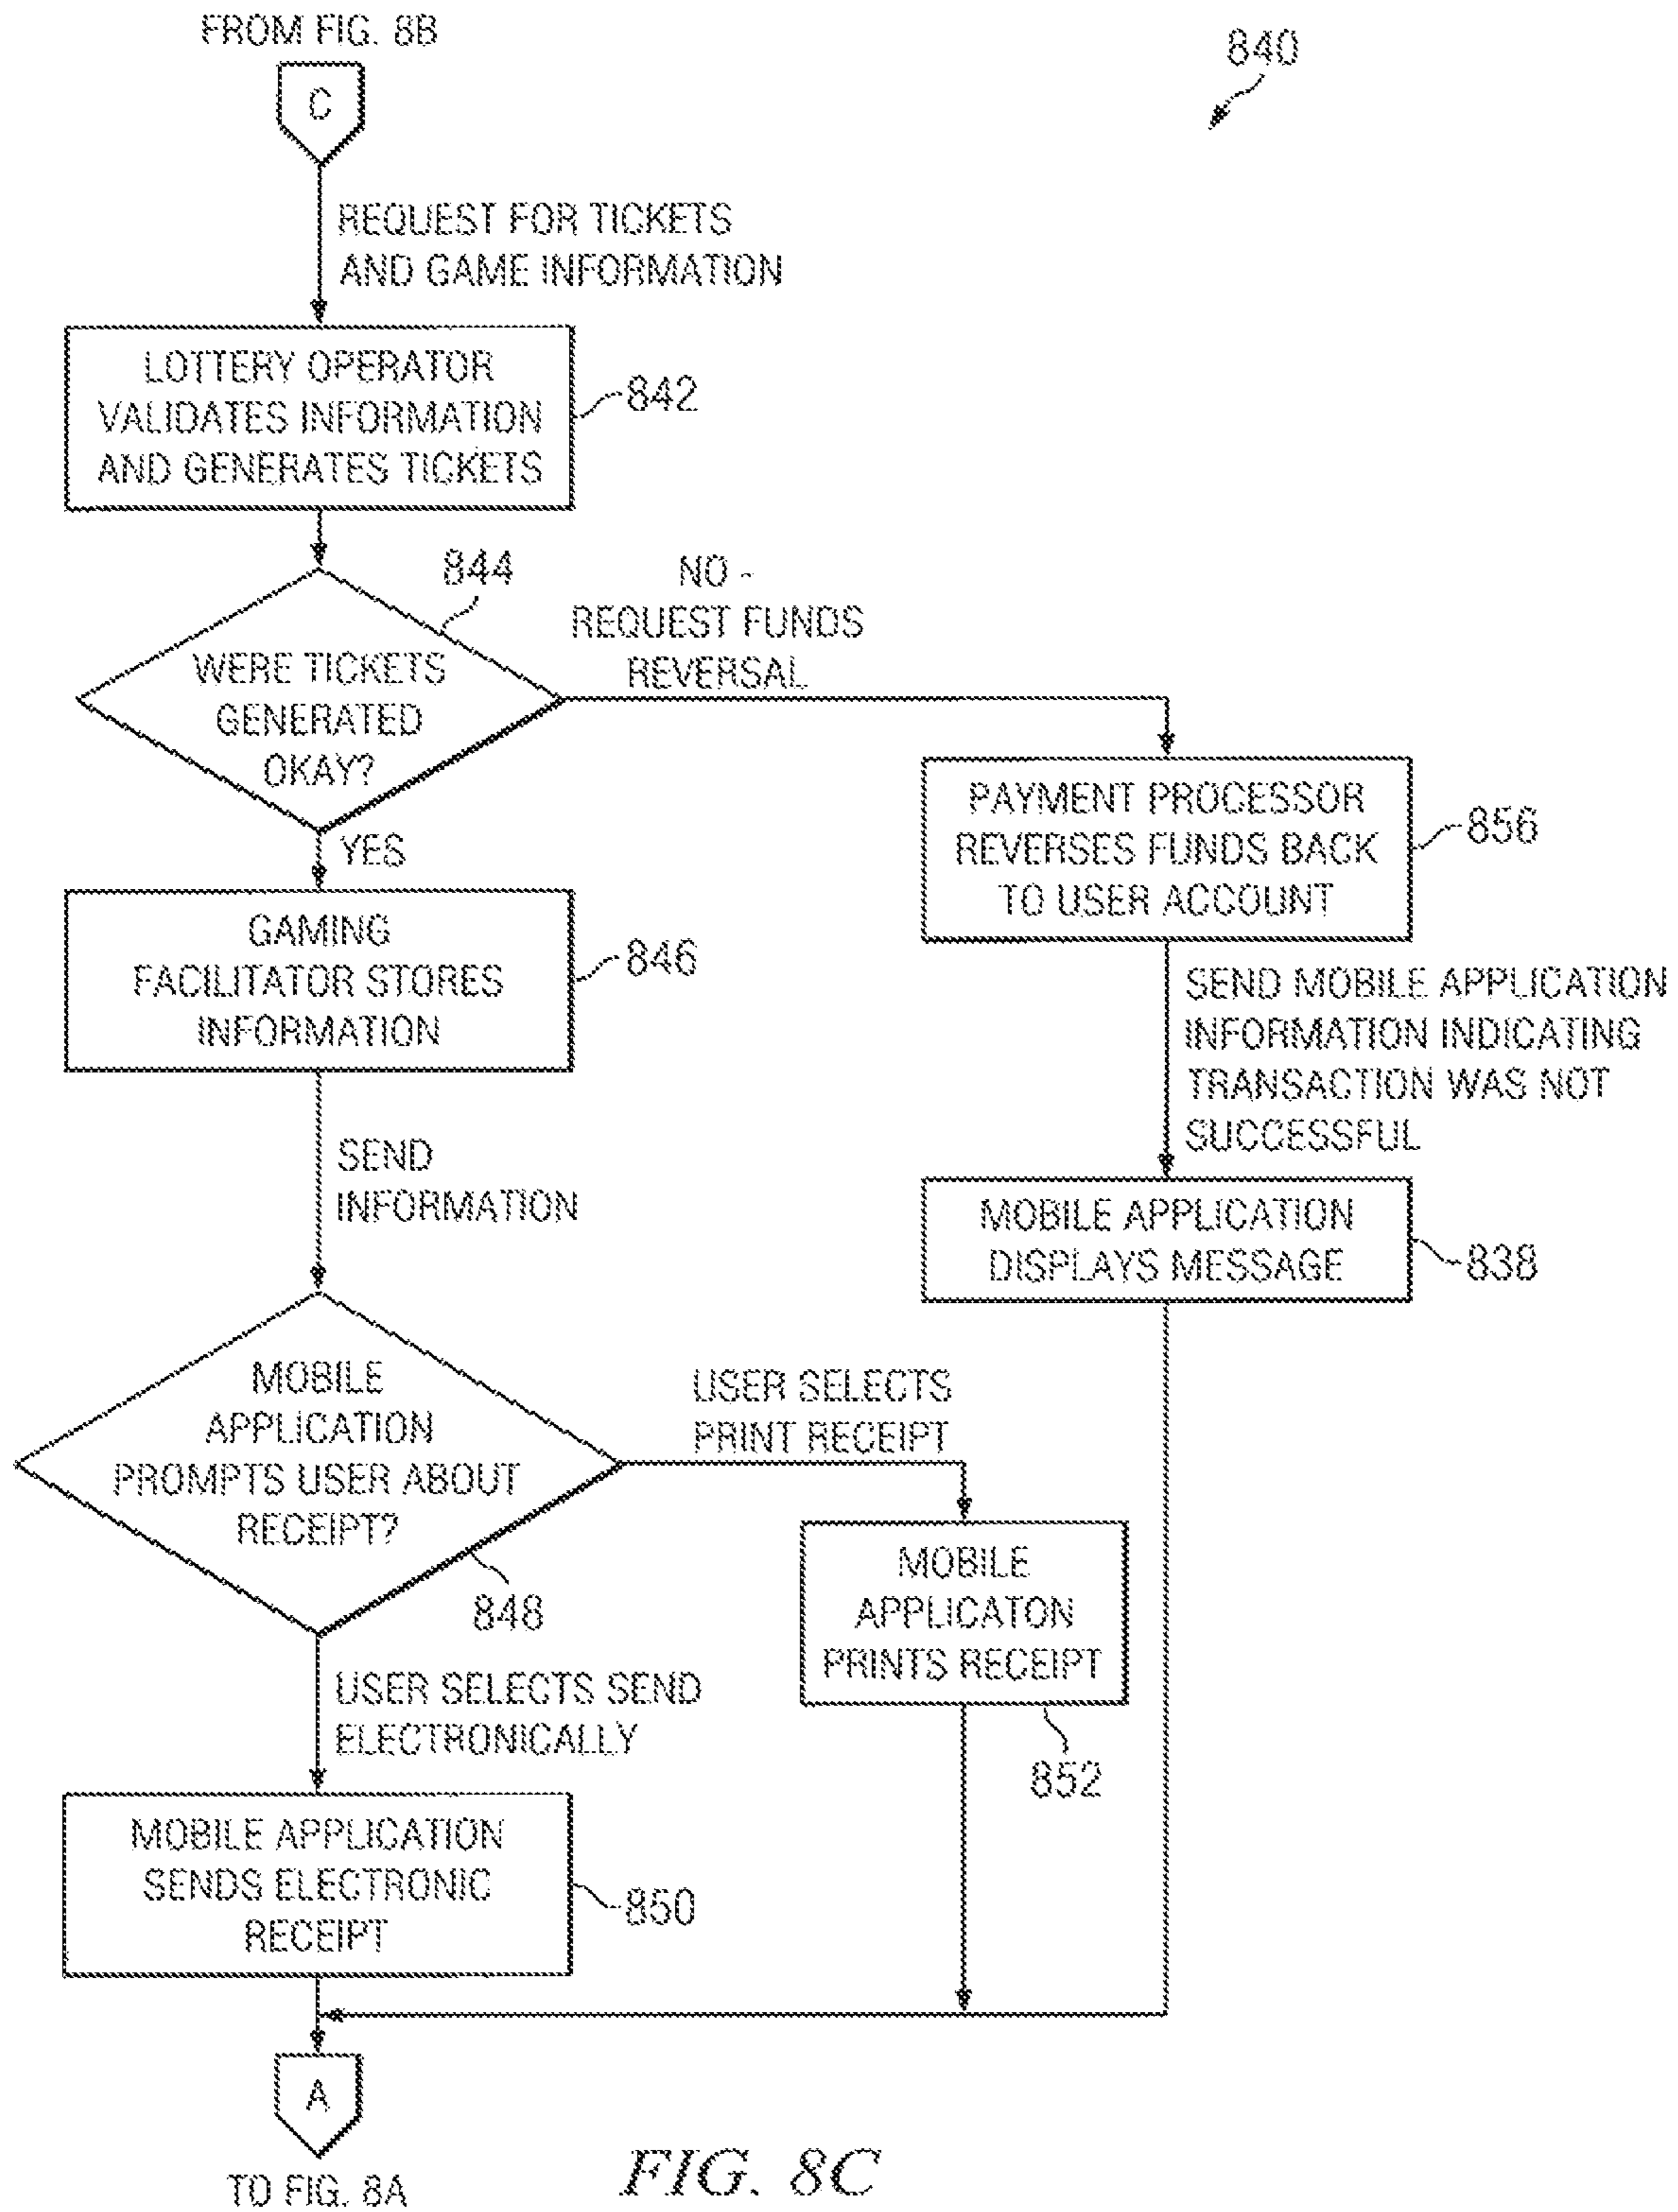 FROM FIG. 8B
840
C
REQUEST FOR TICKETS
AND GAME INFORMATION
LOTTERY OPERATOR
VALIDATES INFORMATION
AND GENERATES TICKETS
842
844
NO -
REQUEST FUNDS
REVERSAL
WERE TICKETS
GENERATED
OKAY?
YES
PAYMENT PROCESSOR
REVERSES FUNDS BACK
TO USER ACCOUNT
856
GAMING
FACILITATOR STORES
INFORMATION
846
SEND MOBILE APPLICATION
INFORMATION INDICATING
TRANSACTION WAS NOT
SUCCESSFUL
SEND
INFORMATION
MOBILE APPLICATION
DISPLAYS MESSAGE
838
MOBILE
APPLICATION
PROMPTS USER ABOUT
RECEIPT?
848
USER SELECTS
PRINT RECEIPT
MOBILE
APPLICATON
PRINTS RECEIPT
852
USER SELECTS SEND
ELECTRONICALLY
MOBILE APPLICATION
SENDS ELECTRONIC
RECEIPT
850
A
TO FIG. 8A
FIG. 8C